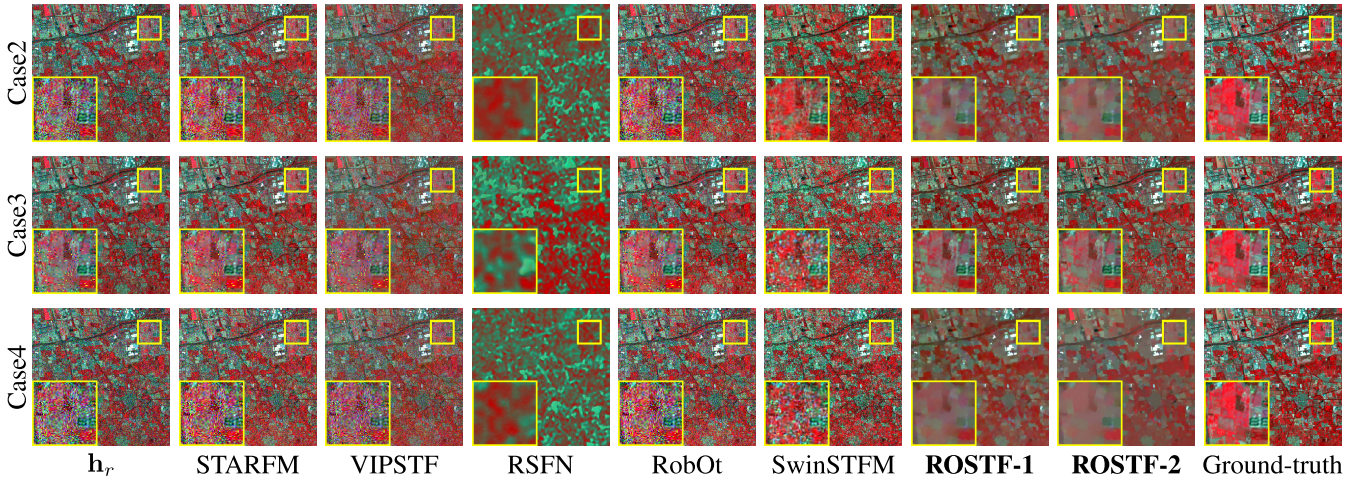 Case2
Case3
Case4
h_r STARFM VIPSTF RSFN RobOt SwinSTFM ROSTF-1 ROSTF-2 Ground-truth